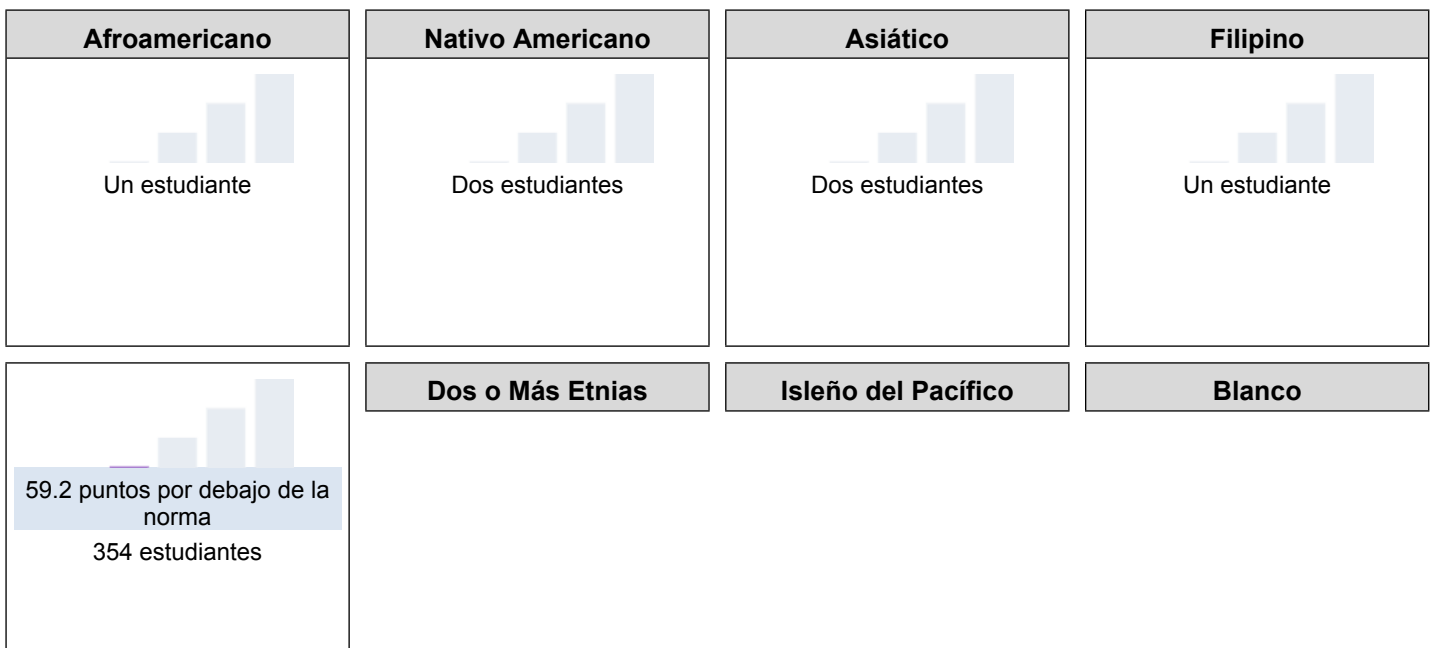 Afroamericano
Nativo Americano
Asiático
Filipino
Un estudiante
Dos estudiantes
Dos estudiantes
Un estudiante
Dos o Más Etnias
Isleño del Pacífico
Blanco
59.2 puntos por debajo de la
norma
354 estudiantes